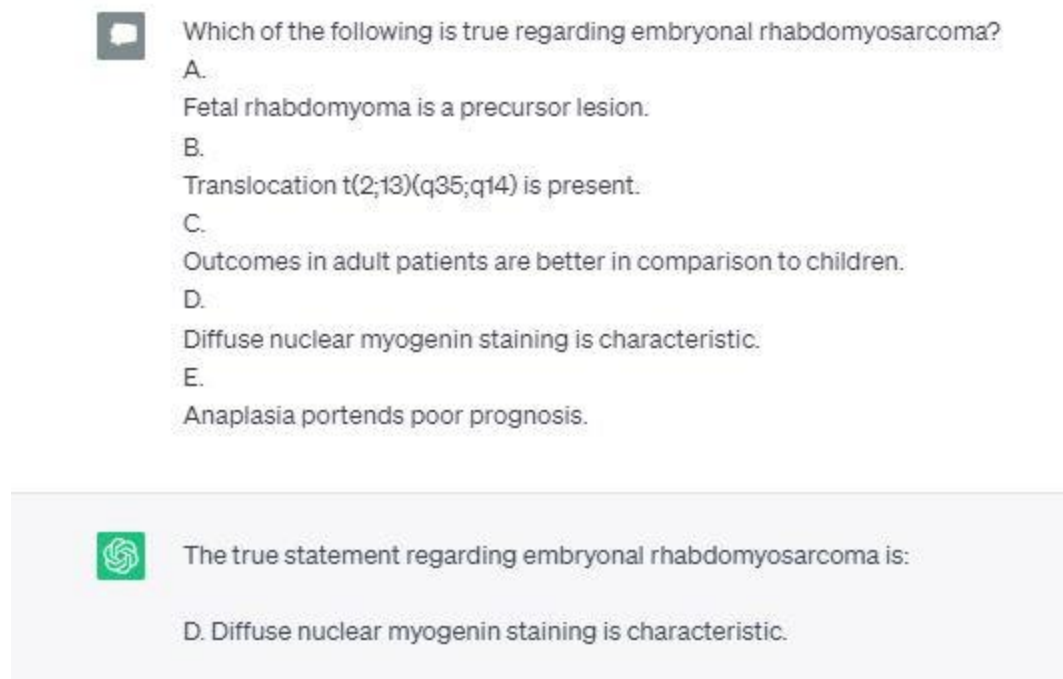 Which of the following is true regarding embryonal rhabdomyosarcoma?
A.
Fetal rhabdomyoma is a precursor lesion.
B.
Translocation t(2;13)(q35;q14) is present.
C.
Outcomes in adult patients are better in comparison to children.
D.
Diffuse nuclear myogenin staining is characteristic.
E.
Anaplasia portends poor prognosis.
The true statement regarding embryonal rhabdomyosarcoma is:
D. Diffuse nuclear myogenin staining is characteristic.